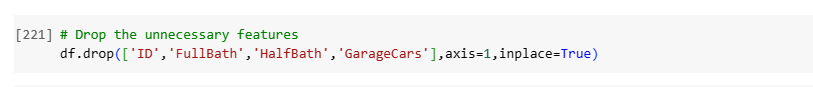 [221] # Drop the unnecessary features
df.drop(['ID','FullBath','HalfBath','GarageCars'],axis=1,inplace=True)